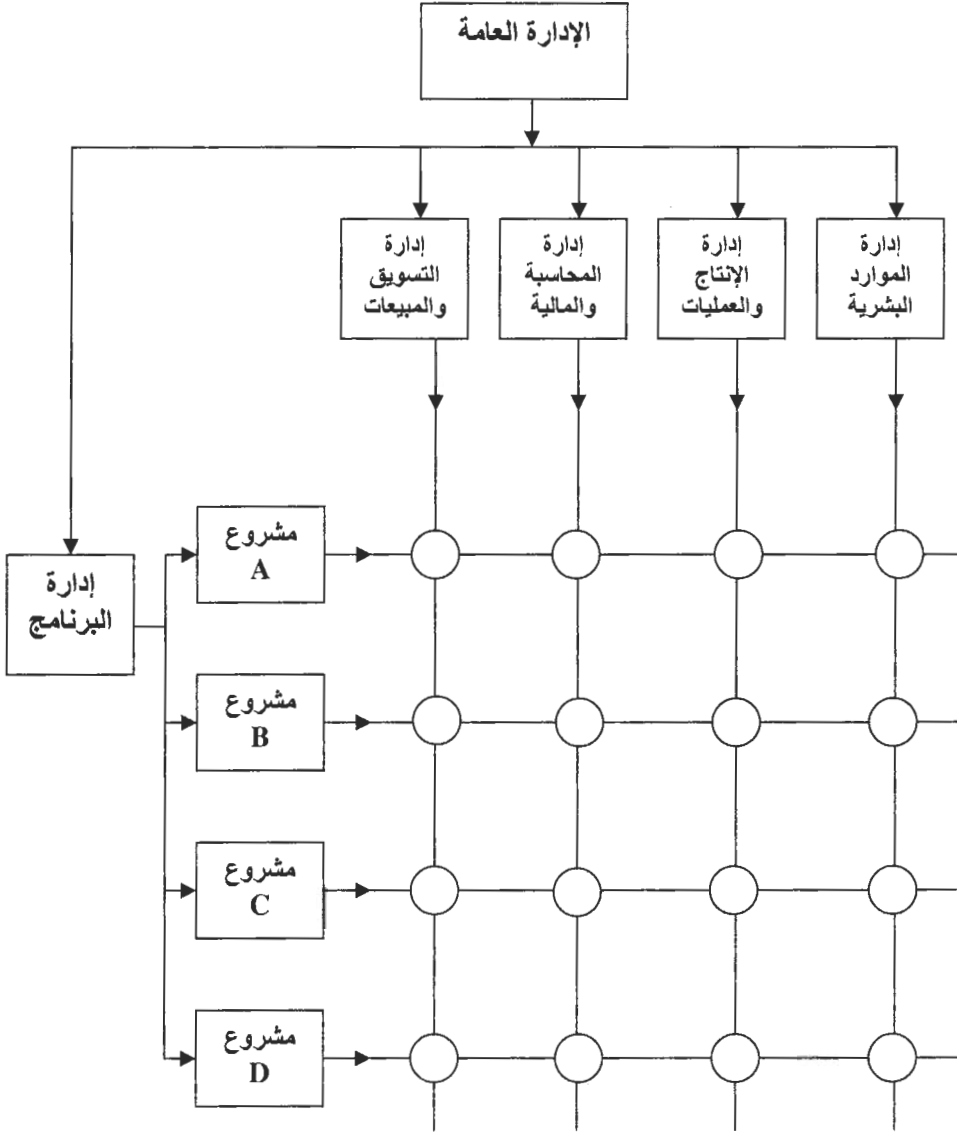 الإدارة العامة
إدارة
الموارد
البشرية
إدارة
الإنتاج
والعمليات
إدارة
المحاسبة
والمالية
إدارة
التسويق
والمبيعات
إدارة
البرنامج
مشروع
A
مشروع
B
مشروع
C
مشروع
D